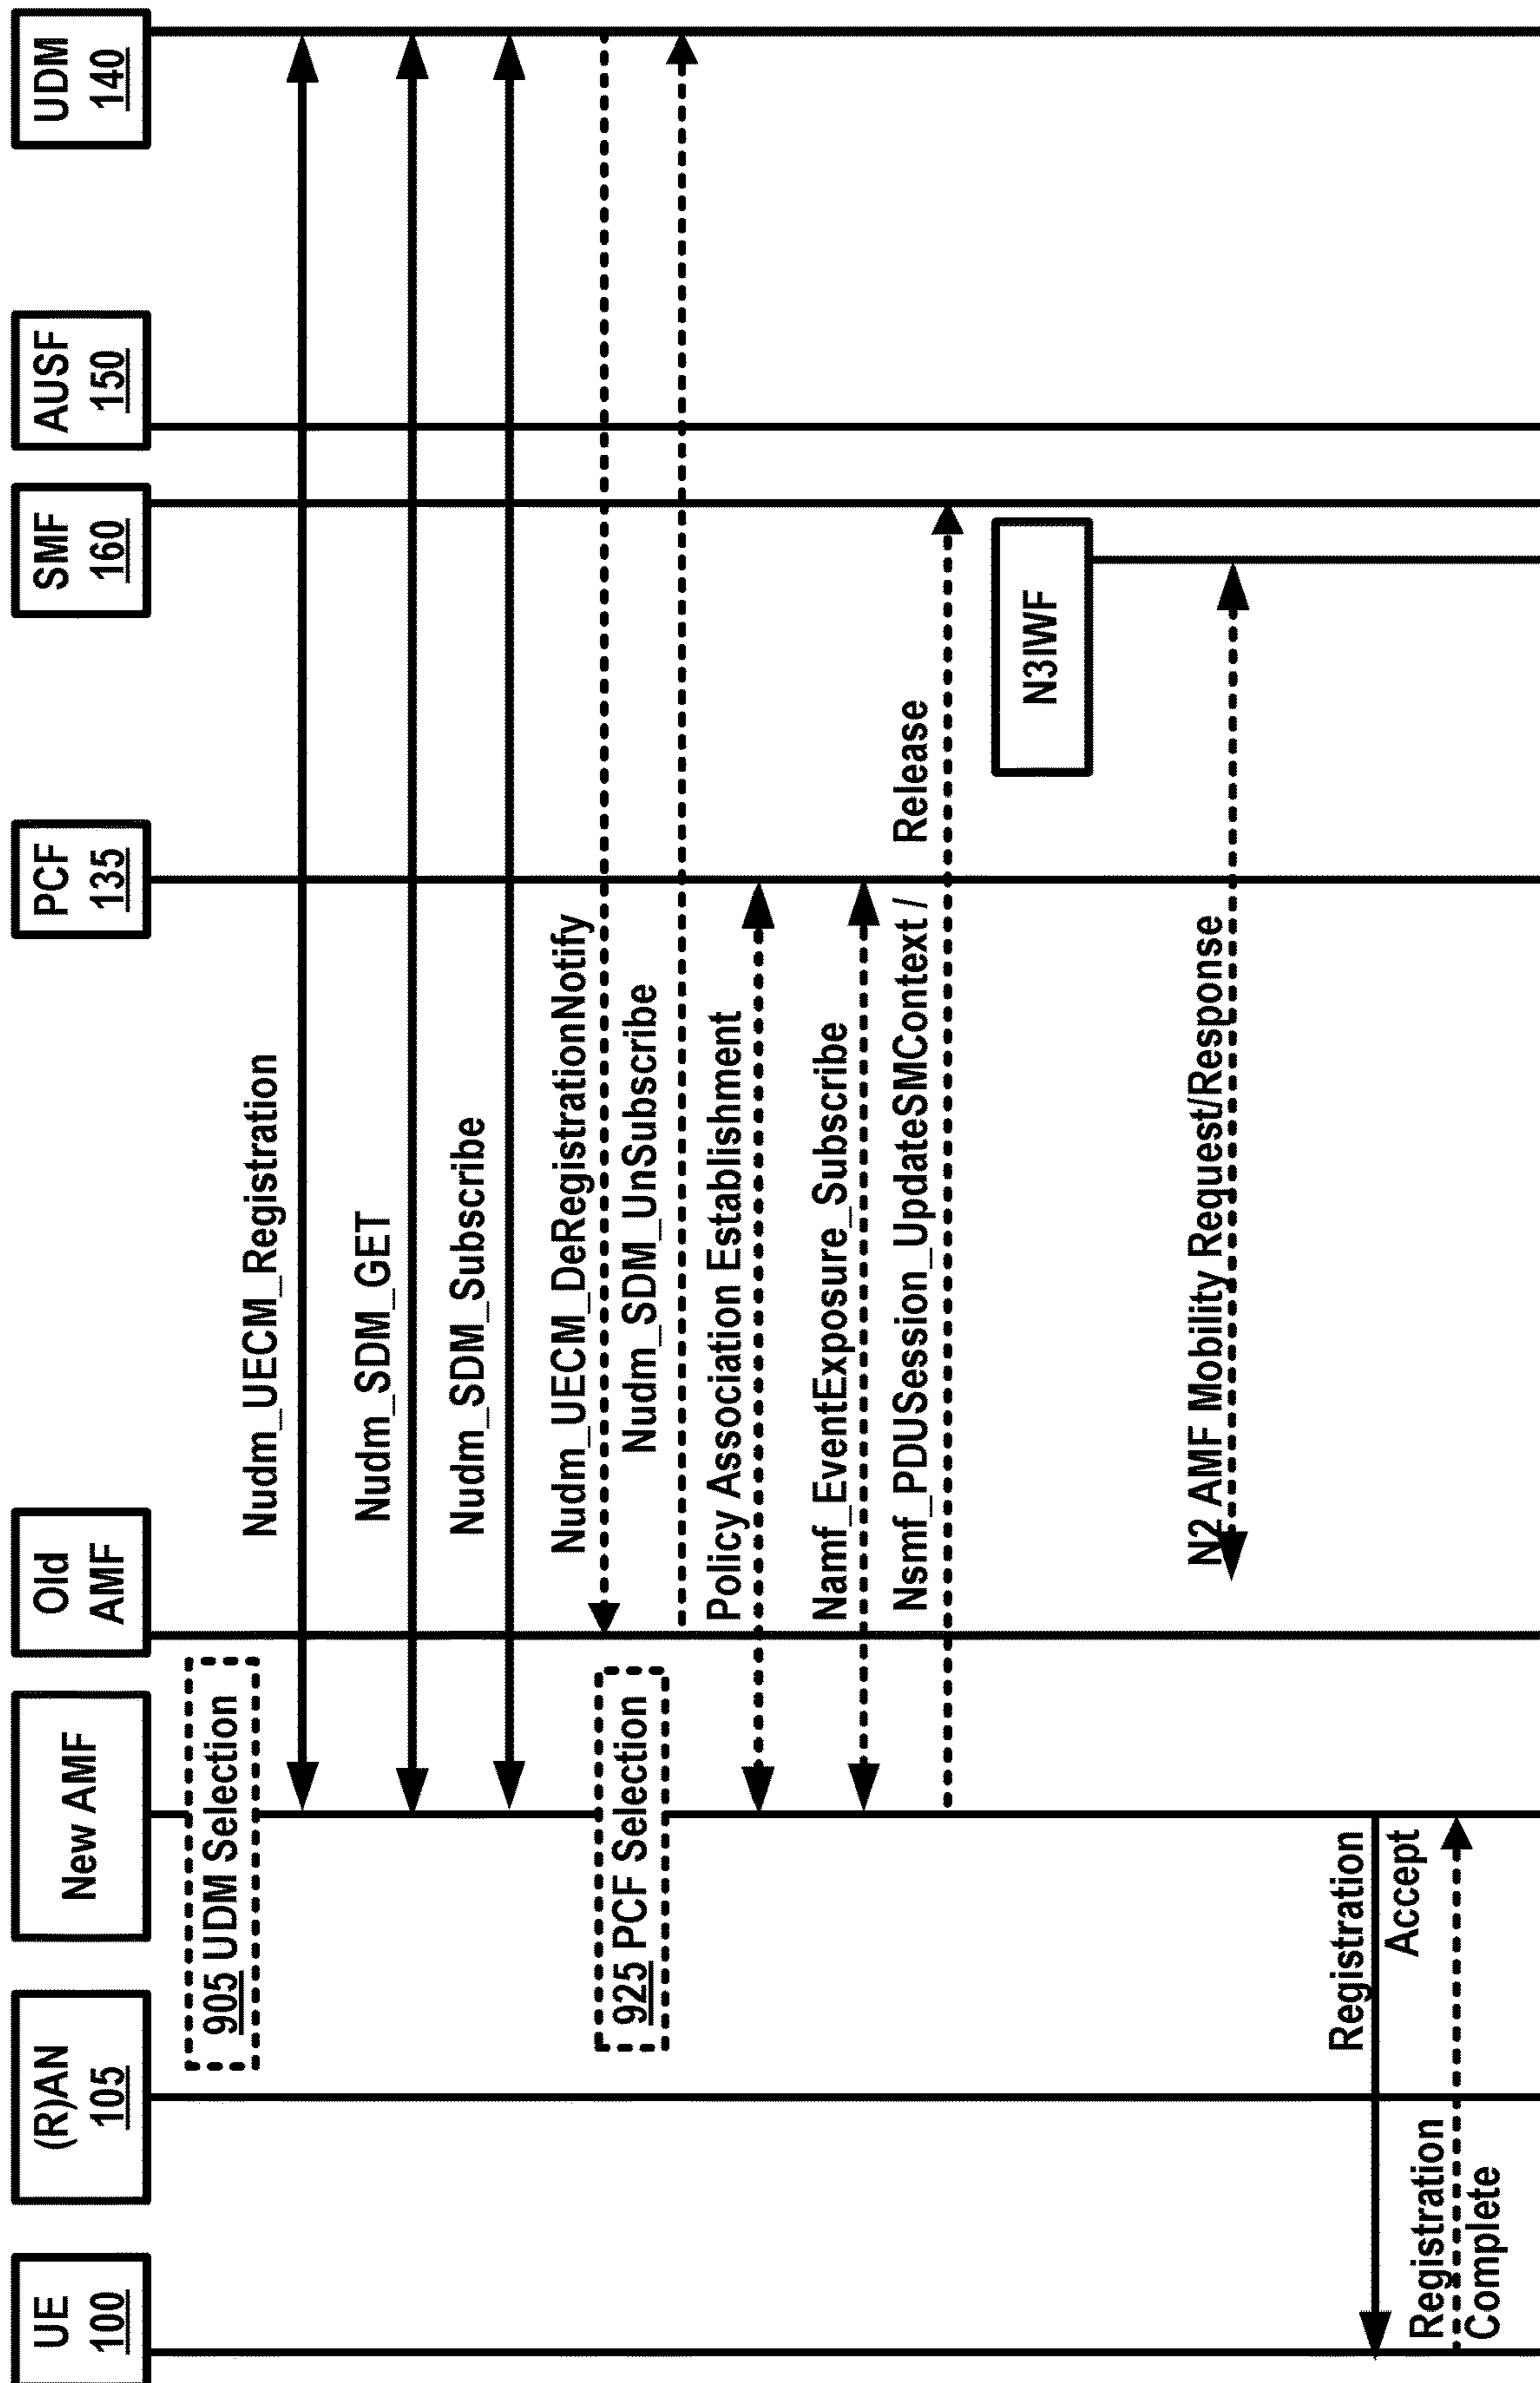 UE
100
(R)AN
105
New AMF
Old
AMF
PCF
135
SMF
160
AUSF
150
UDM
140
905 UDM Selection
Nudm_UECM_Registration
Nudm_SDM_GET
Nudm_SDM_Subscribe
Nudm_UECM_DeRegistrationNotify
925 PCF Selection
Nudm_SDM_UnSubscribe
Policy Association Establishment
Namf_EventExposure_Subscribe
Nsmf_PDUSession_UpdateSMContext / Release
N3IWF
N2 AMF Mobility Request/Response
Registration
Accept
Registration
Complete